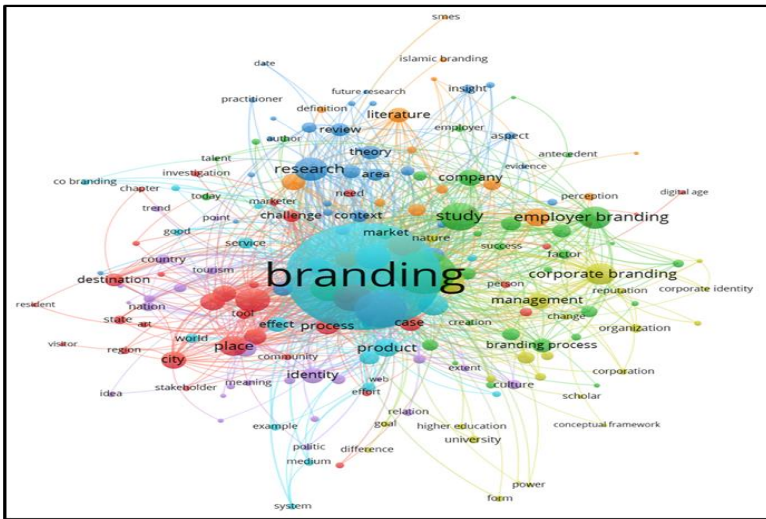 smes
islamic branding
date
future research
insight
practitioner
definition
literature
author
review
employer
aspect
talent
theory
evidence
antecedent
investigation
research
area
company
co branding
chapter
today
need
perception
digital age
trend
point
marketer
challenge
context
study
employer branding
good
service
market
nature
success
factor
country
tourism
branding
person
corporate branding
destination
reputation
corporate identity
resident
nation
tool
management
state
art
effect
process
case
creation
change
organization
visitor
world
region
city
place
product
branding process
community
stakeholder
meaning
identity
web
extent
culture
corporation
idea
effort
scholar
relation
example
goal
higher education
conceptual framework
politic
difference
university
medium
power
system
form